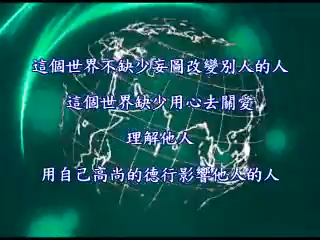 這個世界不缺少妄圖改變別人的人
這個世界缺少用心去關愛
理解他人
用自己高尚的德行影響他人的人